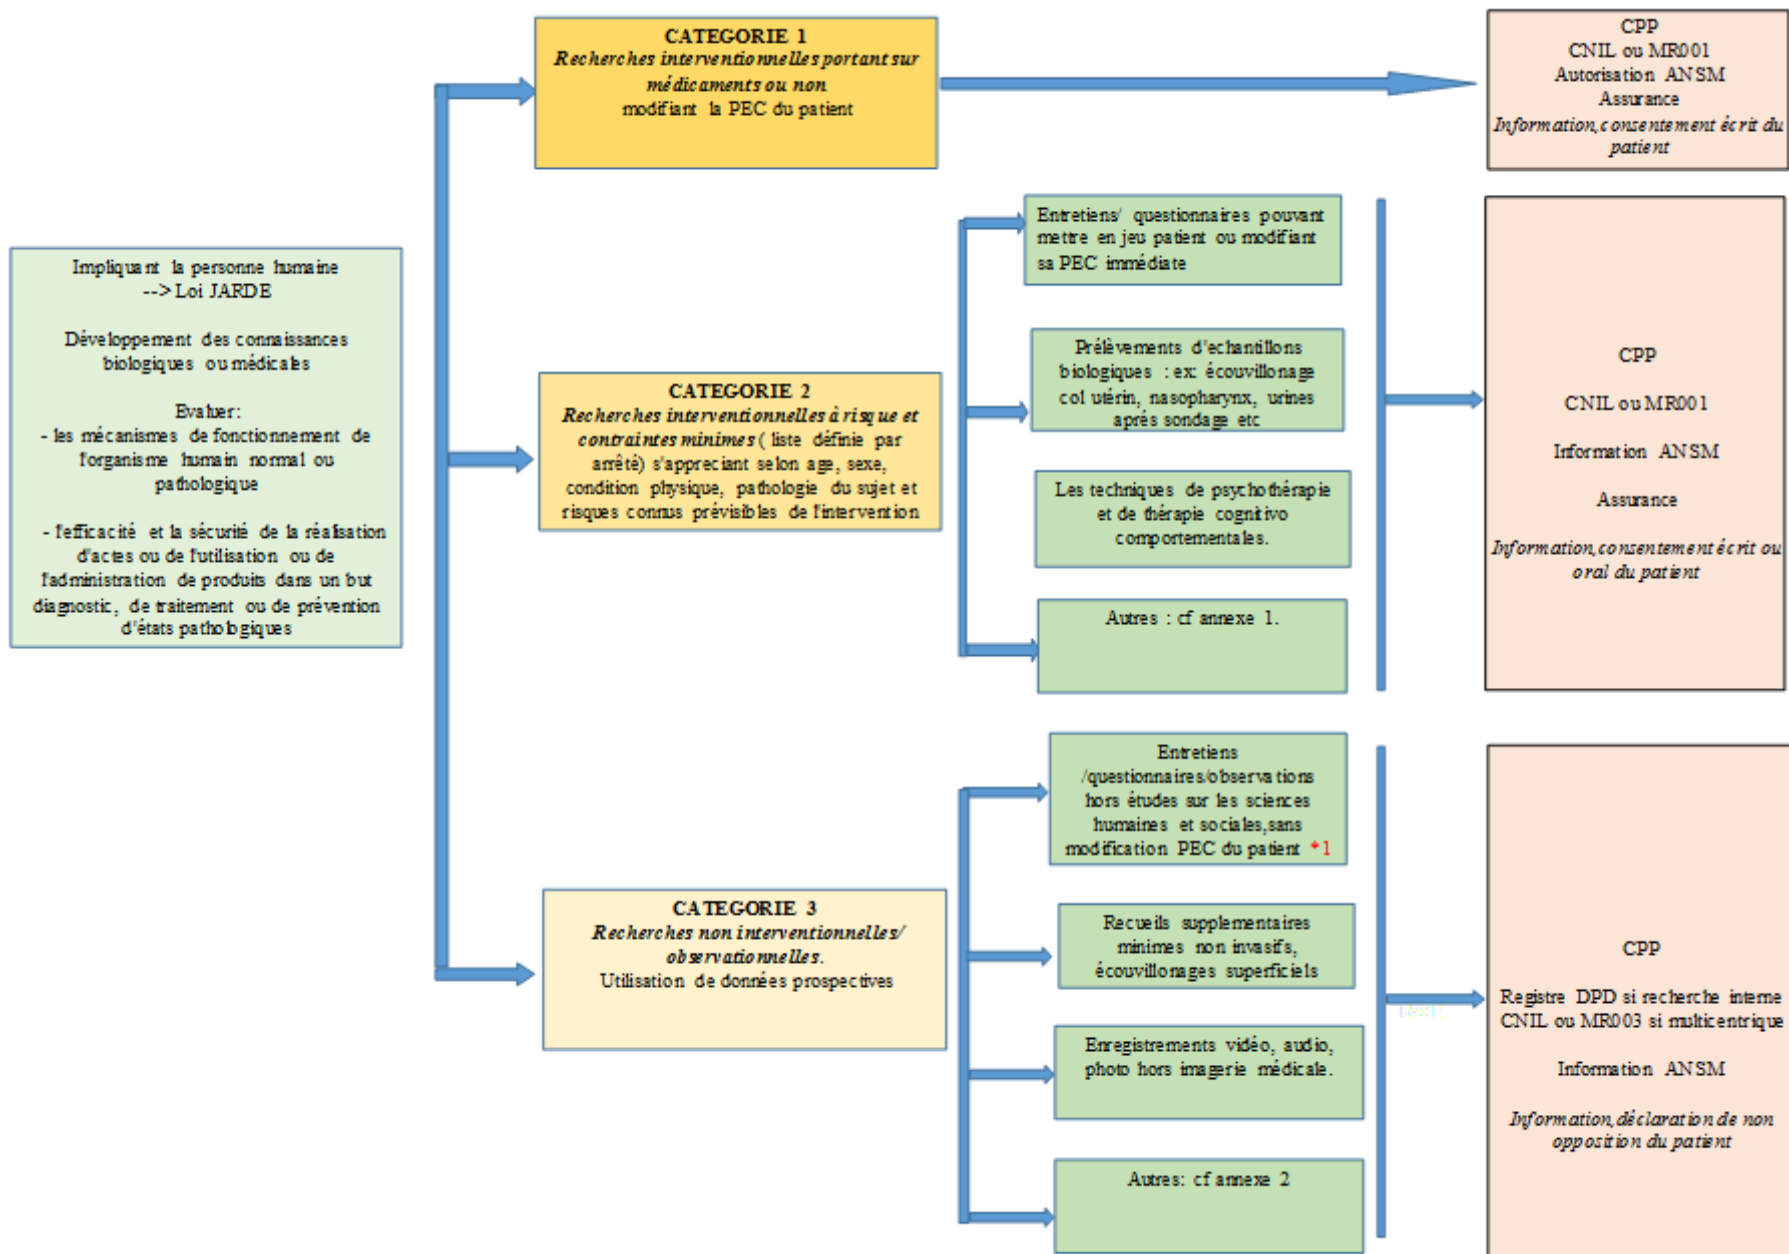 Impliquant la personne humaine
--> Loi JARDE
Développement des connaissances
biologiques ou médicales
Evaluer:
- les mécanismes de fonctionnement de
l'organisme humain normal ou
pathologique
- l'efficacité et la sécurité de la réalisation
d'actes ou de l'utilisation ou de
l'administration de produits dans un but
diagnostic, de traitement ou de prévention
d'états pathologiques
CATEGORIE 1
Recherches interventionnelles portant sur
médicaments ou non
modifiant la PEC du patient
CPP
CNIL ou MR001
Autorisation ANSM
Assurance
Information,consentement écrit du
patient
CATEGORIE 2
Recherches interventionnelles à risque et
contraintes minimes ( liste définie par
arrêté) s'appreciant selon age, sexe,
condition physique, pathologie du sujet et
risques connus prévisibles de l'intervention
Entretiens/ questionnaires pouvant
mettre en jeu patient ou modifiant
sa PEC immédiate
Prélèvements d'echantillons
biologiques : ex: écouvillonage
col utérin, nasopharynx, urines
après sondage etc
Les techniques de psychothérapie
et de thérapie cognitivo
comportementales.
Autres : cf annexe 1.
CPP
CNIL ou MR001
Information ANSM
Assurance
Information,consentement écrit ou
oral du patient
CATEGORIE 3
Recherches non interventionnelles/
observationnelles.
Utilisation de données prospectives
Entretiens
/questionnaires/observations
hors études sur les sciences
humaines et sociales,sans
modification PEC du patient *1
Recueils supplementaires
minimes non invasifs,
écouvillonages superficiels
Enregistrements vidéo, audio,
photo hors imagerie médicale.
Autres: cf annexe 2
CPP
Registre DPD si recherche interne
CNIL ou MR003 si multicentrique
Information ANSM
Information,déclaration de non
opposition du patient